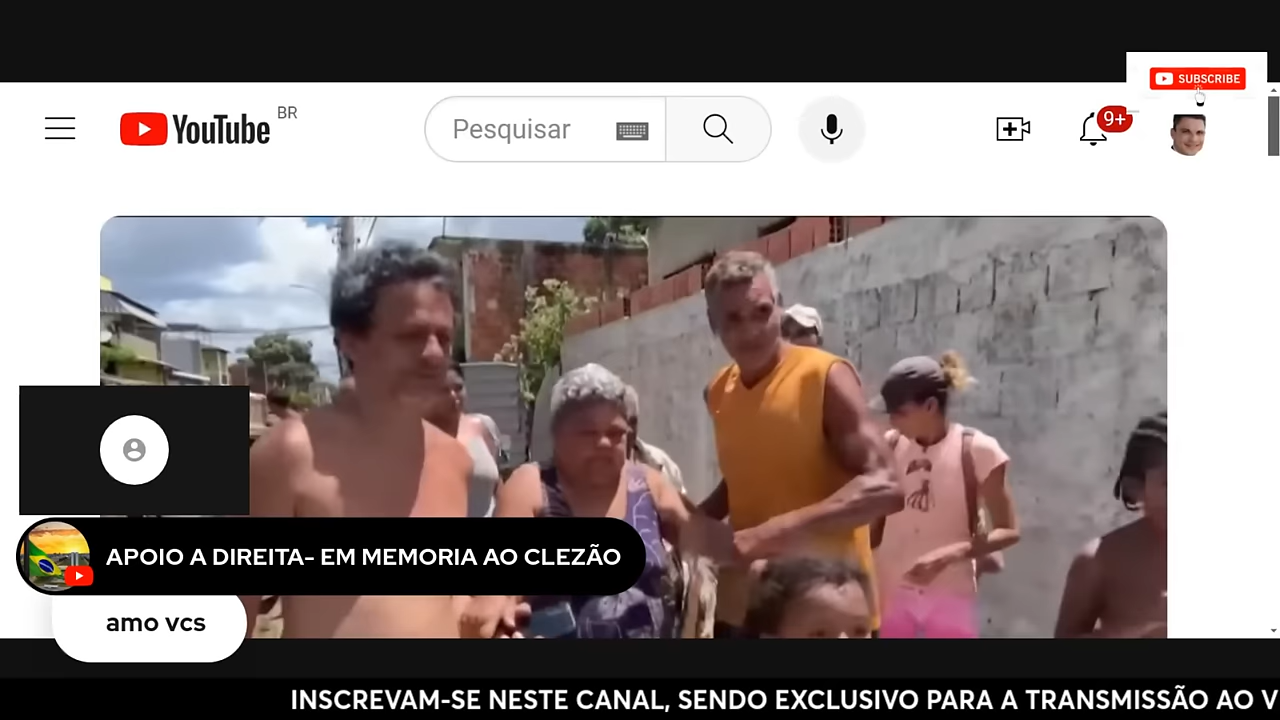 SUBSCRIBE
YouTube BR
Pesquisar
9+
APOIO A DIREITA- EM MEMORIA AO CLEZÃO
amo vcs
INSCREVAM-SE NESTE CANAL, SENDO EXCLUSIVO PARA A TRANSMISSÃO AO V